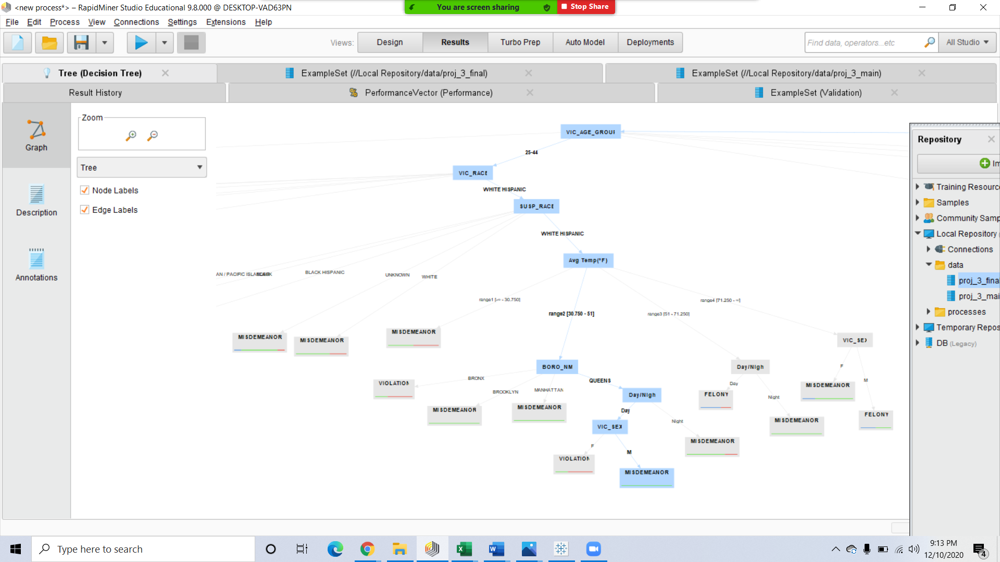 <new process*> – RapidMiner Studio Educational 9.8.000 @ DESKTOP-VAD63PN
You are screen sharing
Stop Share
File Edit Process View Connections Settings Extensions Help
Views: Design Results Turbo Prep Auto Model Deployments
Find data, operators...etc
All Studio
Tree (Decision Tree)
ExampleSet (//Local Repository/data/proj_3_final)
ExampleSet (//Local Repository/data/proj_3_main)
Result History
PerformanceVector (Performance)
ExampleSet (Validation)
Graph
Description
Annotations
Zoom
Tree
Node Labels
Edge Labels
VIC_AGE_GROUI
25-44
VIC_RACE
WHITE HISPANIC
SUSP_RACE
WHITE HISPANIC
Avg Temp(°F)
AN / PACIFIC ISLANDER
BLACK
BLACK HISPANIC
UNKNOWN
WHITE
range1 [-∞ - 30.750]
range2 [30.750 - 51]
range3 [51 - 71.250]
range4 [71.250 - ∞]
MISDEMEANOR
MISDEMEANOR
MISDEMEANOR
VIC_SEX
BORO_NM
Day/Nigh
F
M
BRONX
BROOKLYN
MANHATTAN
QUEENS
VIOLATION
MISDEMEANOR
MISDEMEANOR
Day/Nigh
Day
Night
FELONY
MISDEMEANOR
MISDEMEANOR
FELONY
Day
Night
VIC_SEX
MISDEMEANOR
F
M
VIOLATION
MISDEMEANOR
Repository
Im
Training Resource
Samples
Community Samp
Local Repository
Connections
data
proj_3_final
proj_3_mai
processes
Temporary Repos
DB (Legacy)
Type here to search
9:13 PM
12/10/2020
4